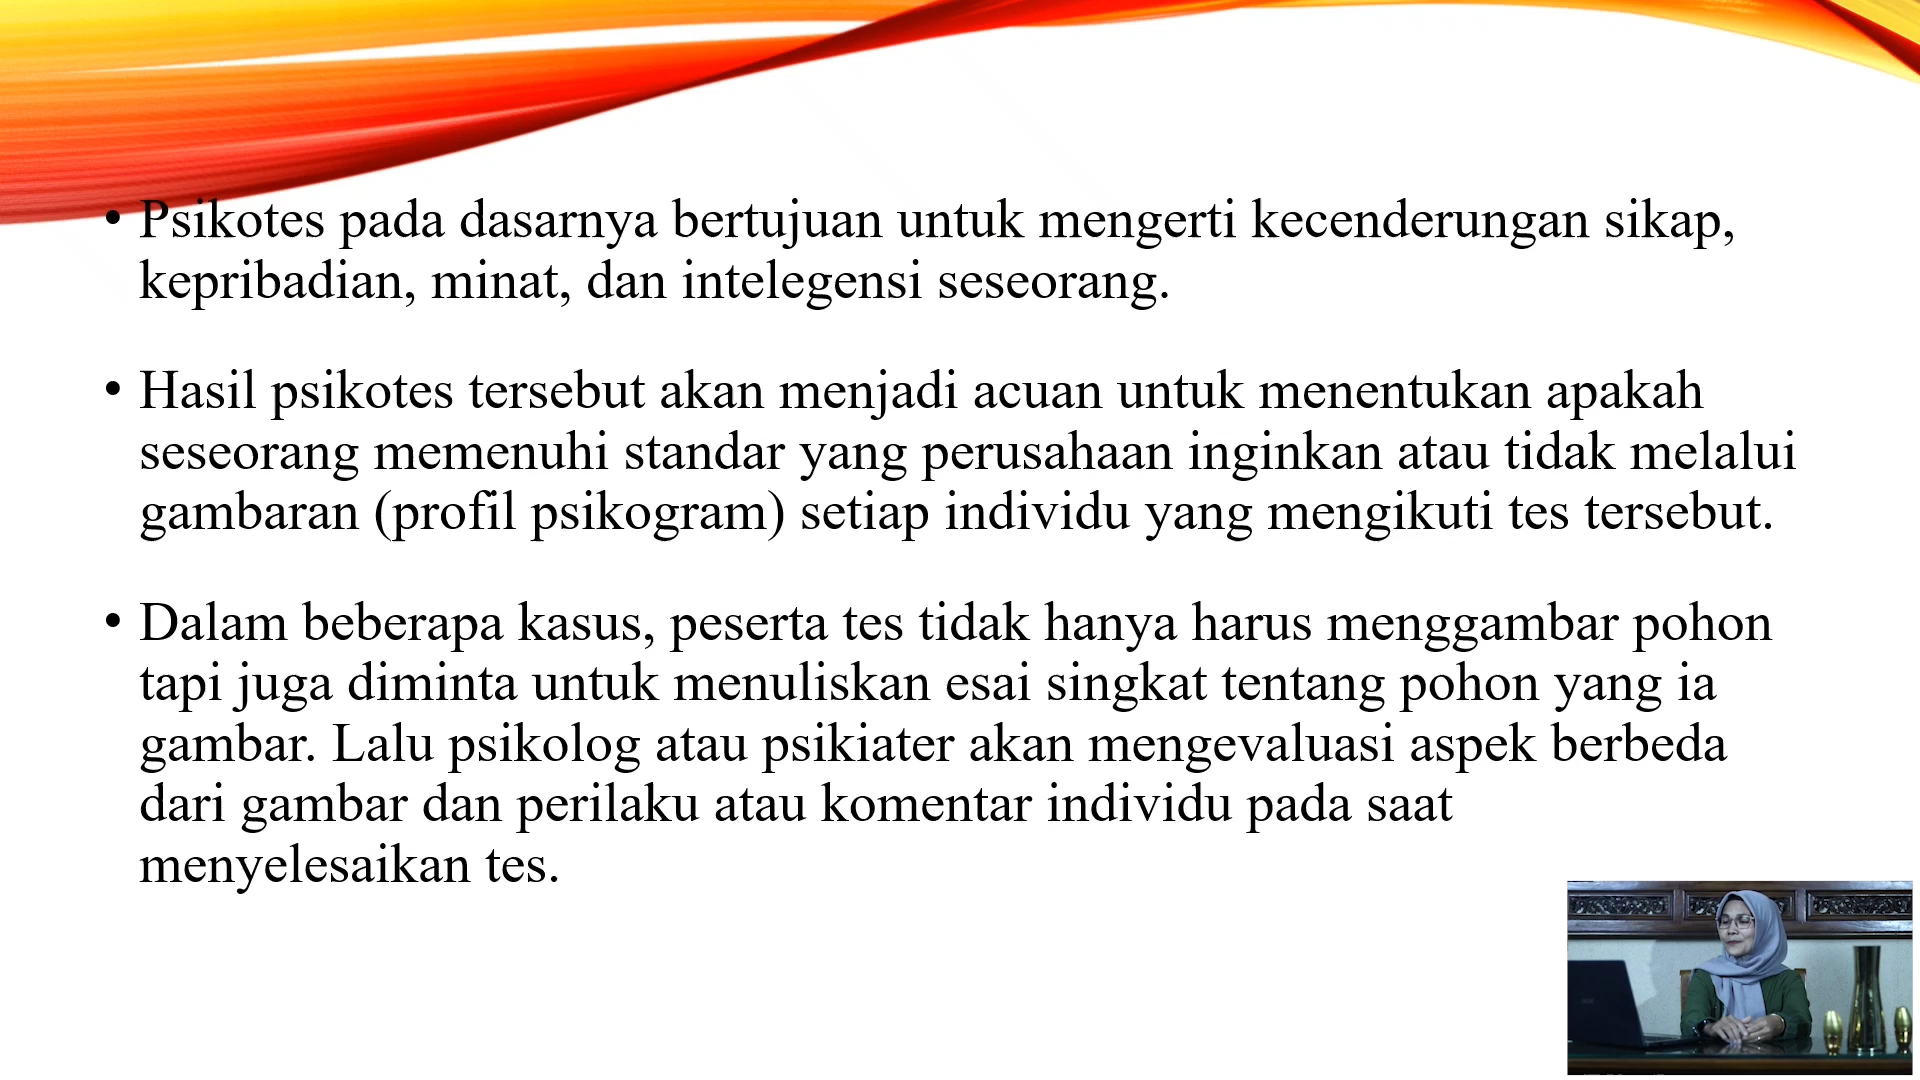 • Psikotes pada dasarnya bertujuan untuk mengerti kecenderungan sikap,
kepribadian, minat, dan intelegensi seseorang.
• Hasil psikotes tersebut akan menjadi acuan untuk menentukan apakah
seseorang memenuhi standar yang perusahaan inginkan atau tidak melalui
gambaran (profil psikogram) setiap individu yang mengikuti tes tersebut.
• Dalam beberapa kasus, peserta tes tidak hanya harus menggambar pohon
tapi juga diminta untuk menuliskan esai singkat tentang pohon yang ia
gambar. Lalu psikolog atau psikiater akan mengevaluasi aspek berbeda
dari gambar dan perilaku atau komentar individu pada saat
menyelesaikan tes.